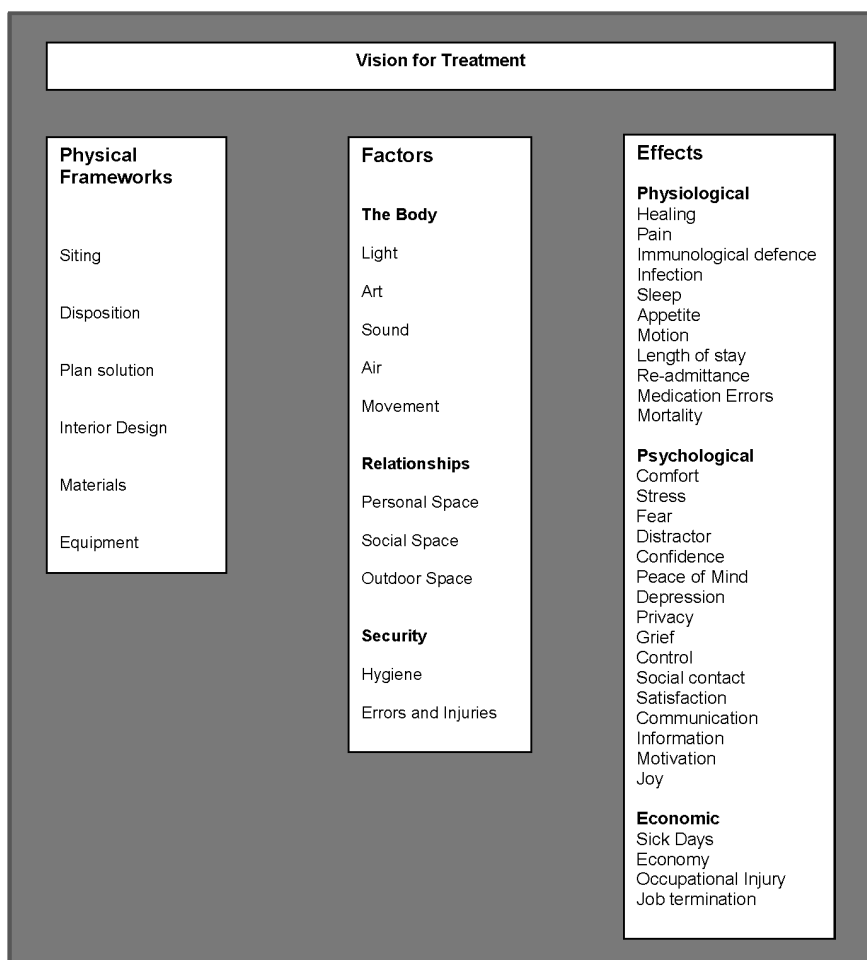 Vision for Treatment
Physical
Frameworks
Siting
Disposition
Plan solution
Interior Design
Materials
Equipment
Factors
The Body
Light
Art
Sound
Air
Movement
Relationships
Personal Space
Social Space
Outdoor Space
Security
Hygiene
Errors and Injuries
Effects
Physiological
Healing
Pain
Immunological defence
Infection
Sleep
Appetite
Motion
Length of stay
Re-admittance
Medication Errors
Mortality
Psychological
Comfort
Stress
Fear
Distractor
Confidence
Peace of Mind
Depression
Privacy
Grief
Control
Social contact
Satisfaction
Communication
Information
Motivation
Joy
Economic
Sick Days
Economy
Occupational Injury
Job termination